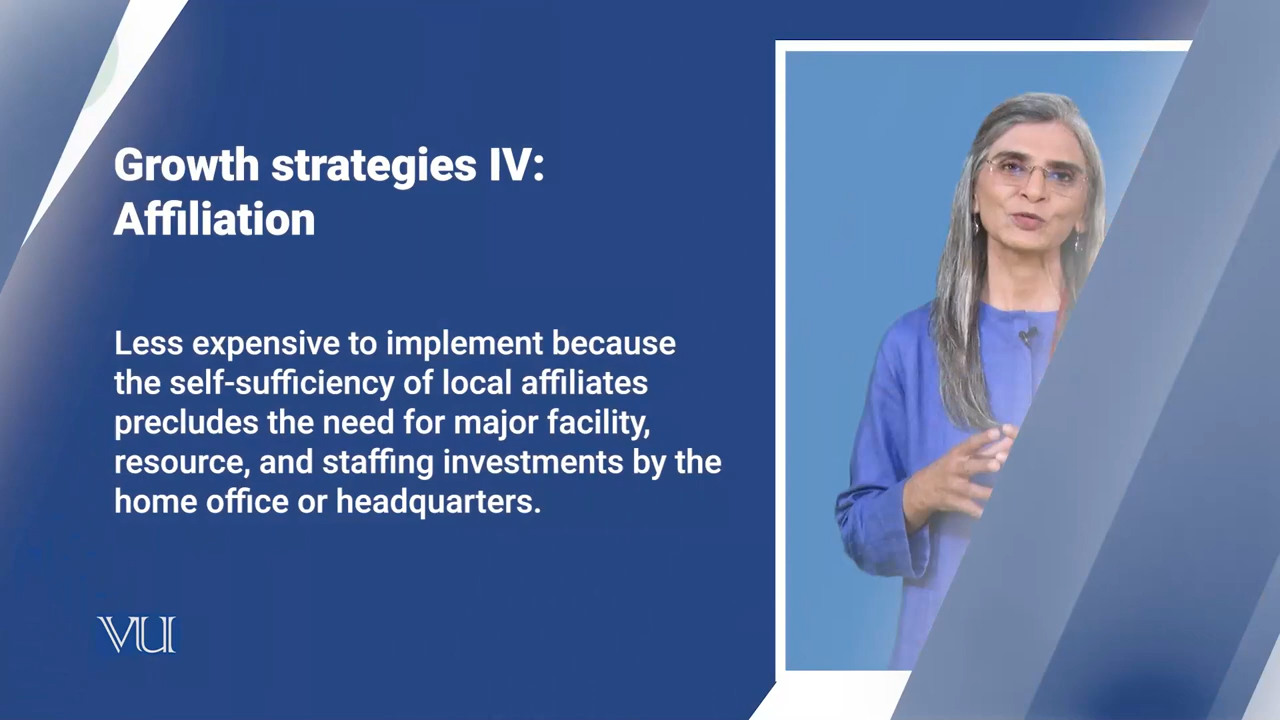 Growth strategies IV:
Affiliation
Less expensive to implement because
the self-sufficiency of local affiliates
precludes the need for major facility,
resource, and staffing investments by the
home office or headquarters.
VU